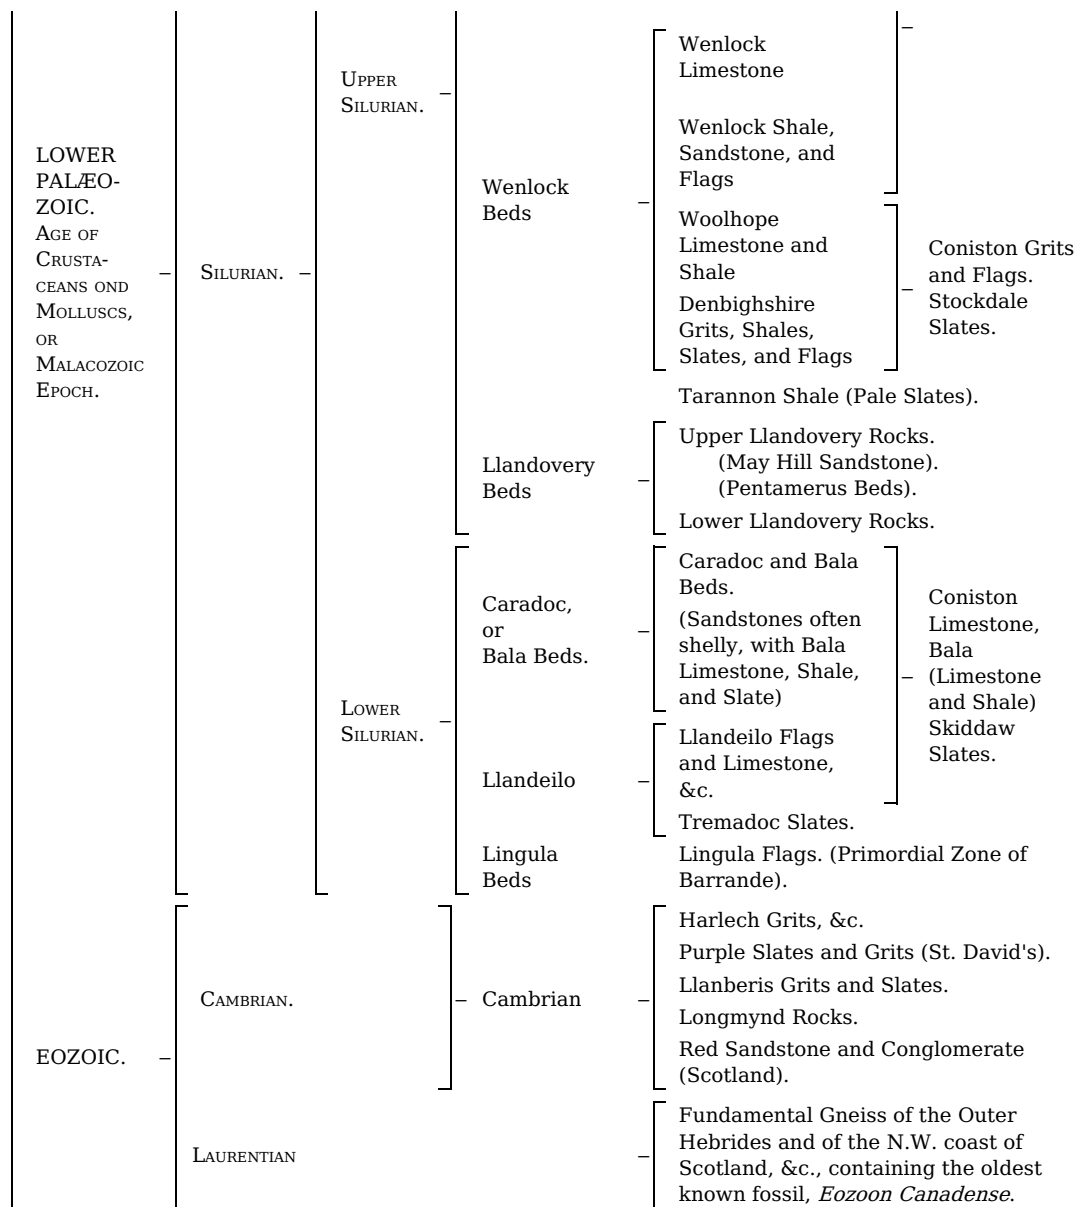 LOWER
PALÆO-
ZOIC.
Age of
Crusta-
ceans ond
Molluscs,
or
Malacozoic
Epoch.
Silurian.
Upper
Silurian.
Wenlock
Beds
Wenlock
Limestone
Wenlock Shale,
Sandstone, and
Flags
Woolhope
Limestone and
Shale
Denbighshire
Grits, Shales,
Slates, and Flags
Coniston Grits
and Flags.
Stockdale
Slates.
Tarannon Shale (Pale Slates).
Llandovery
Beds
Upper Llandovery Rocks.
(May Hill Sandstone).
(Pentamerus Beds).
Lower Llandovery Rocks.
Lower
Silurian.
Caradoc,
or
Bala Beds.
Caradoc and Bala
Beds.
(Sandstones often
shelly, with Bala
Limestone, Shale,
and Slate)
Llandeilo
Llandeilo Flags
and Limestone,
&c.
Tremadoc Slates.
Coniston
Limestone,
Bala
(Limestone
and Shale)
Skiddaw
Slates.
Lingula
Beds
Lingula Flags. (Primordial Zone of
Barrande).
EOZOIC.
Cambrian.
Cambrian
Harlech Grits, &c.
Purple Slates and Grits (St. David's).
Llanberis Grits and Slates.
Longmynd Rocks.
Red Sandstone and Conglomerate
(Scotland).
Laurentian
Fundamental Gneiss of the Outer
Hebrides and of the N.W. coast of
Scotland, &c., containing the oldest
known fossil, Eozoon Canadense.